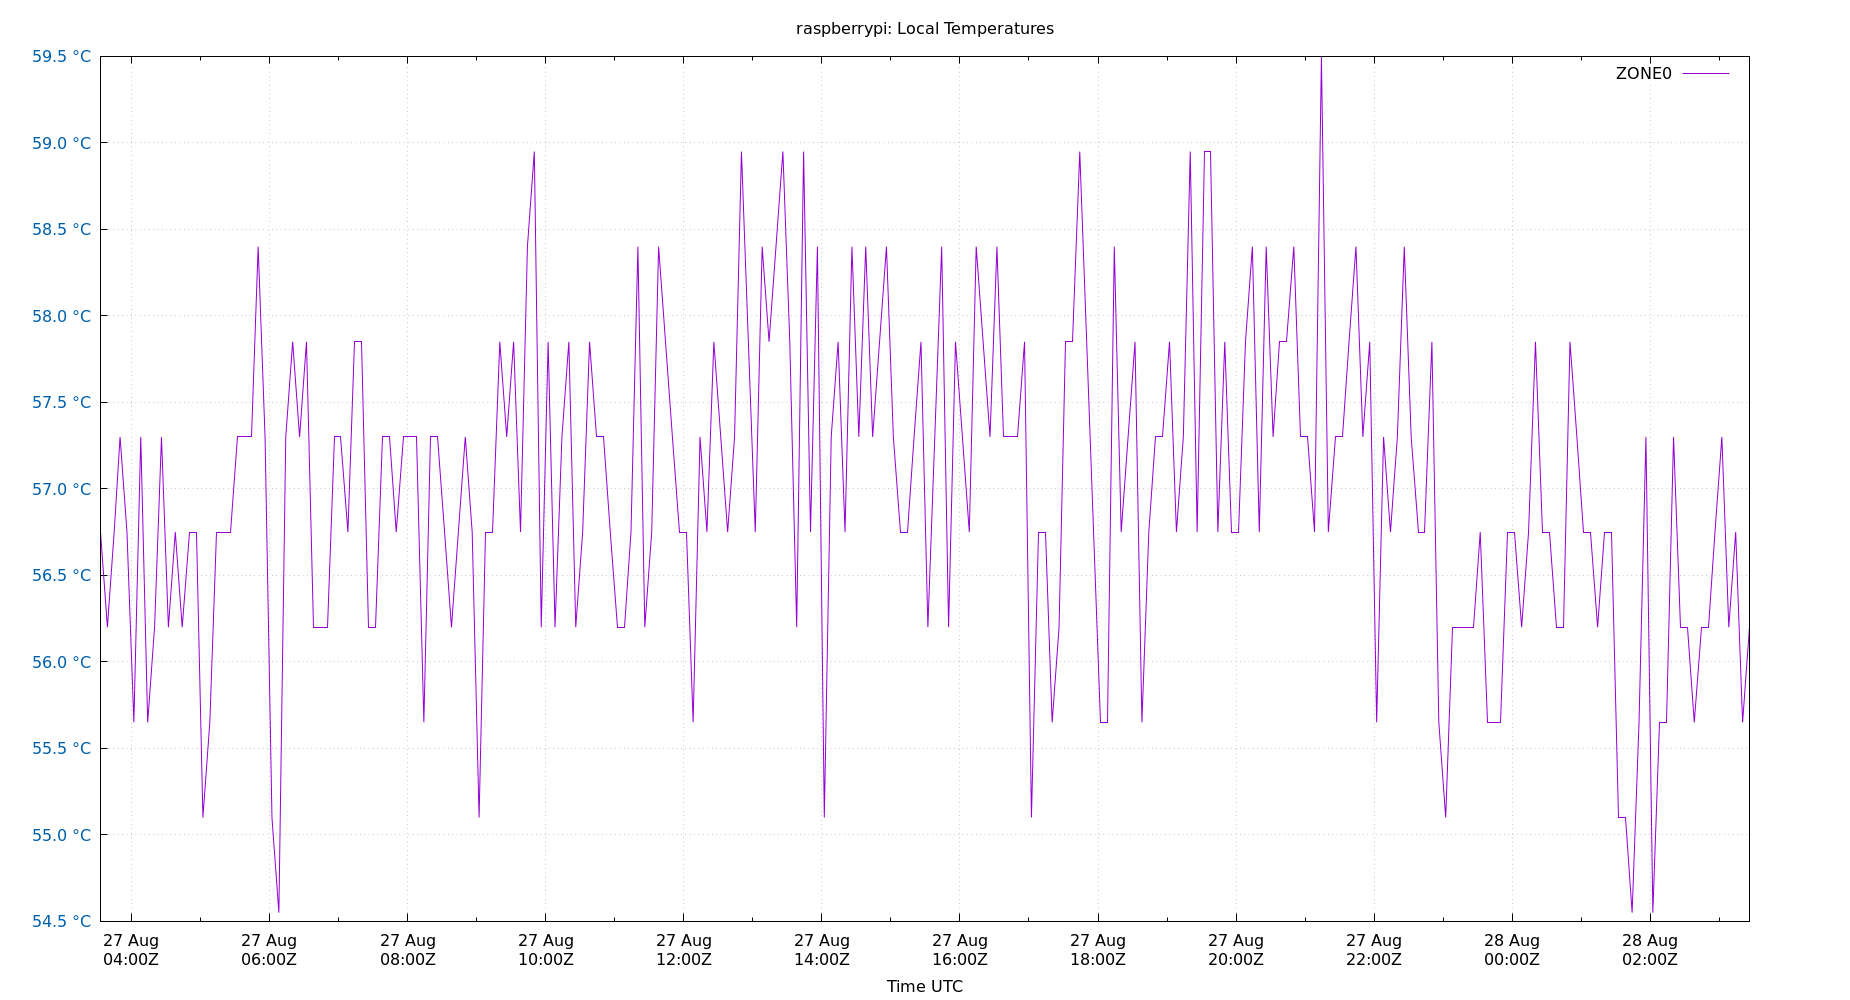 raspberrypi: Local Temperatures
59.5 °C
ZONE0
59.0 °C
58.5 °C
58.0 °C
57.5 °C
57.0 °C
56.5 °C
56.0 °C
55.5 °C
55.0 °C
54.5 °C
27 Aug 27 Aug 27 Aug 27 Aug 27 Aug 27 Aug 27 Aug 27 Aug 27 Aug 27 Aug 28 Aug 28 Aug
04:00Z 06:00Z 08:00Z 10:00Z 12:00Z 14:00Z 16:00Z 18:00Z 20:00Z 22:00Z 00:00Z 02:00Z
Time UTC